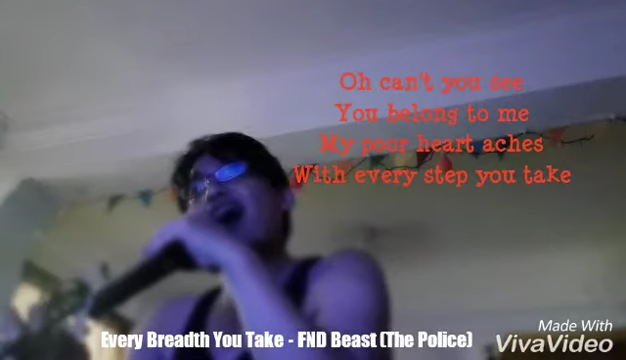 Oh can't you see
You belong to me
My poor heart aches
With every step you take
Every Breadth You Take - FND Beast (The Police)
Made With
VivaVideo